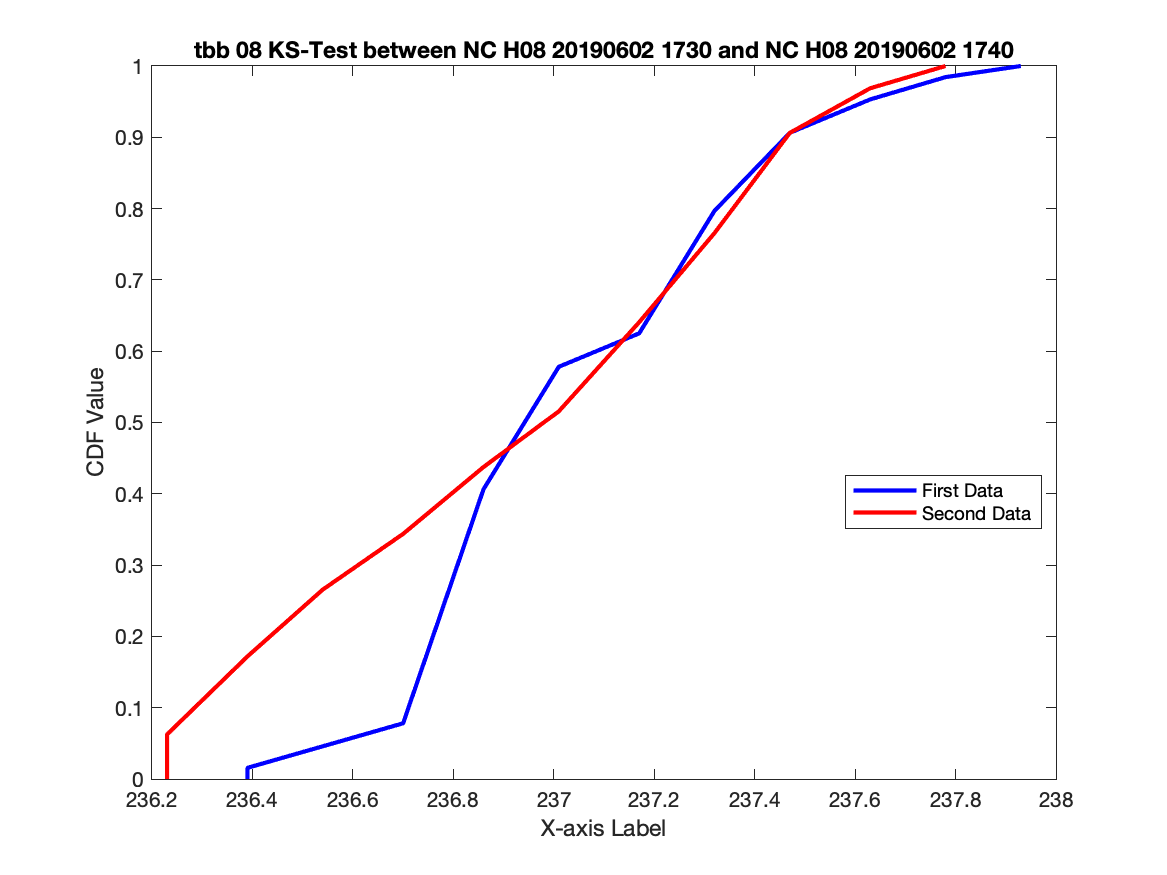 tbb 08 KS-Test between NC H08 20190602 1730 and NC H08 20190602 1740
1
0.9
0.8
0.7
0.6
0.5
0.4
0.3
0.2
0.1
0
CDF Value
First Data
Second Data
236.2 236.4 236.6 236.8 237 237.2 237.4 237.6 237.8 238
X-axis Label